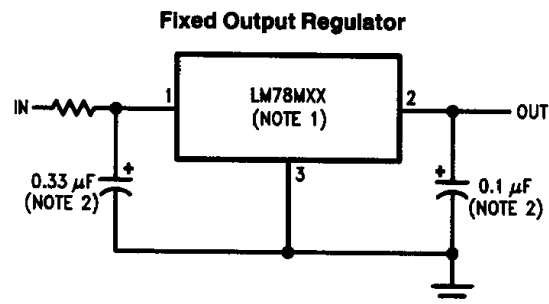 Fixed Output Regulator
1
LM78MXX
(NOTE 1)
2
IN
OUT
3
+
0.33 μF
(NOTE 2)
+
0.1 μF
(NOTE 2)